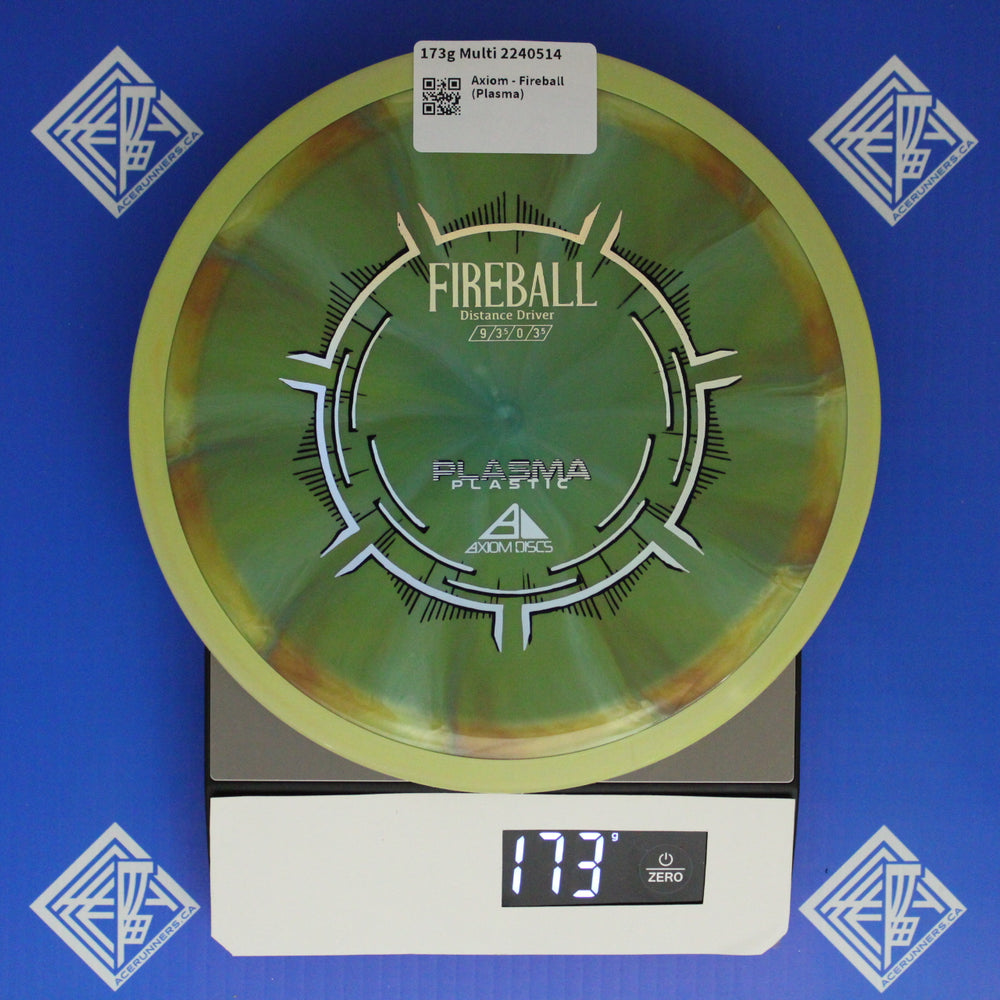 173g Multi 2240514
Axiom - Fireball
(Plasma)
ACERUNNERS.CA
ACERUNNERS.CA
FIREBALL
Distance Driver
9/3.5/0/3.5
PLASMA
PLASTIC
AXIOM DISCS
173 g
ZERO
ACERUNNERS.CA
ACERUNNERS.CA